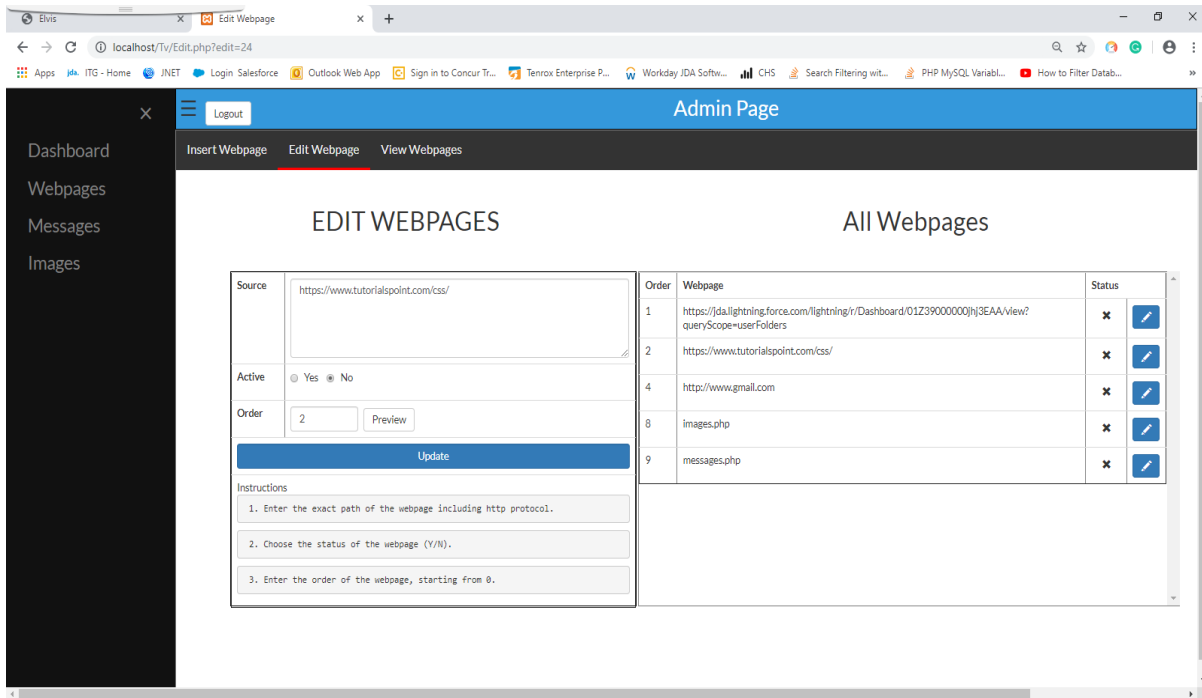 Elvis
Edit Webpage
localhost/Tv/Edit.php?edit=24
Apps jda. ITG - Home JNET Login Salesforce Outlook Web App Sign in to Concur Tr... Tenrox Enterprise P... Workday JDA Softw... CHS Search Filtering wit... PHP MySQL Variabl... How to Filter Datab...
Logout
Admin Page
Dashboard
Webpages
Messages
Images
Insert Webpage Edit Webpage View Webpages
EDIT WEBPAGES
Source https://www.tutorialspoint.com/css/
Active Yes No
Order 2 Preview
Update
Instructions
1. Enter the exact path of the webpage including http protocol.
2. Choose the status of the webpage (Y/N).
3. Enter the order of the webpage, starting from 0.
All Webpages
Order Webpage Status
1 https://jda.lightning.force.com/lightning/r/Dashboard/01Z39000000jhj3EAA/view?
queryScope=userFolders
2 https://www.tutorialspoint.com/css/
4 http://www.gmail.com
8 images.php
9 messages.php